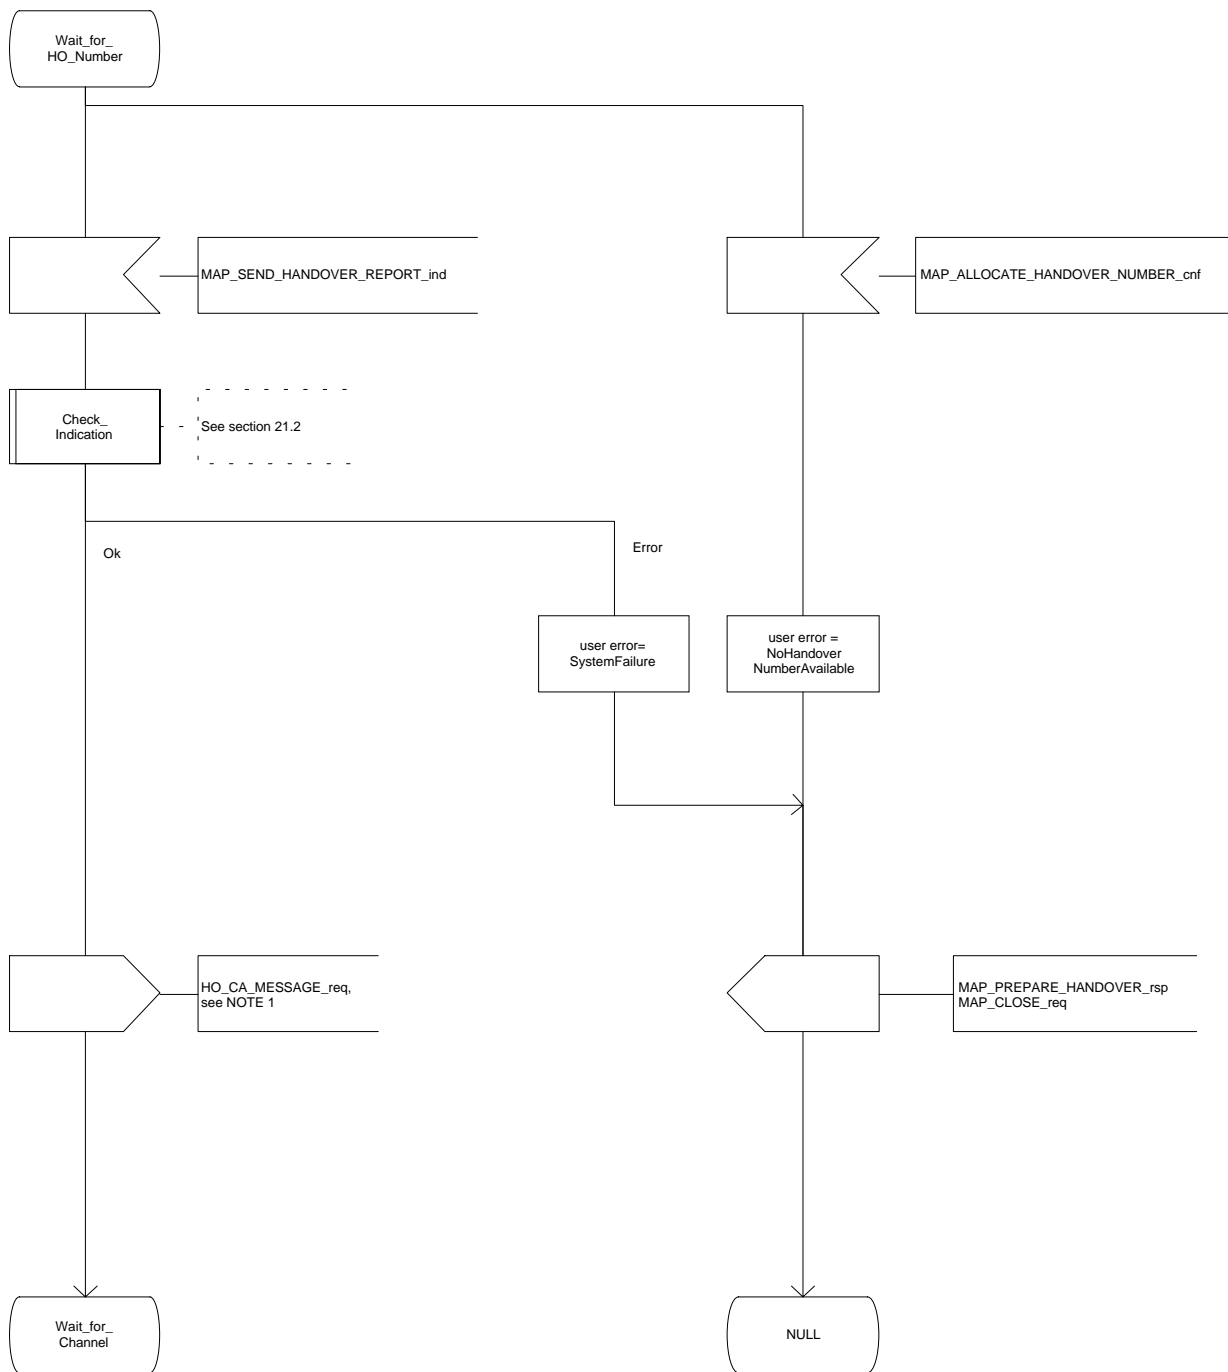 Wait_for_
HO_Number
MAP_SEND_HANDOVER_REPORT_ind
MAP_ALLOCATE_HANDOVER_NUMBER_cnf
Check_
Indication
See section 21.2
Ok
Error
user error=
SystemFailure
user error =
NoHandover
NumberAvailable
HO_CA_MESSAGE_req,
see NOTE 1
MAP_PREPARE_HANDOVER_rsp
MAP_CLOSE_req
Wait_for_
Channel
NULL